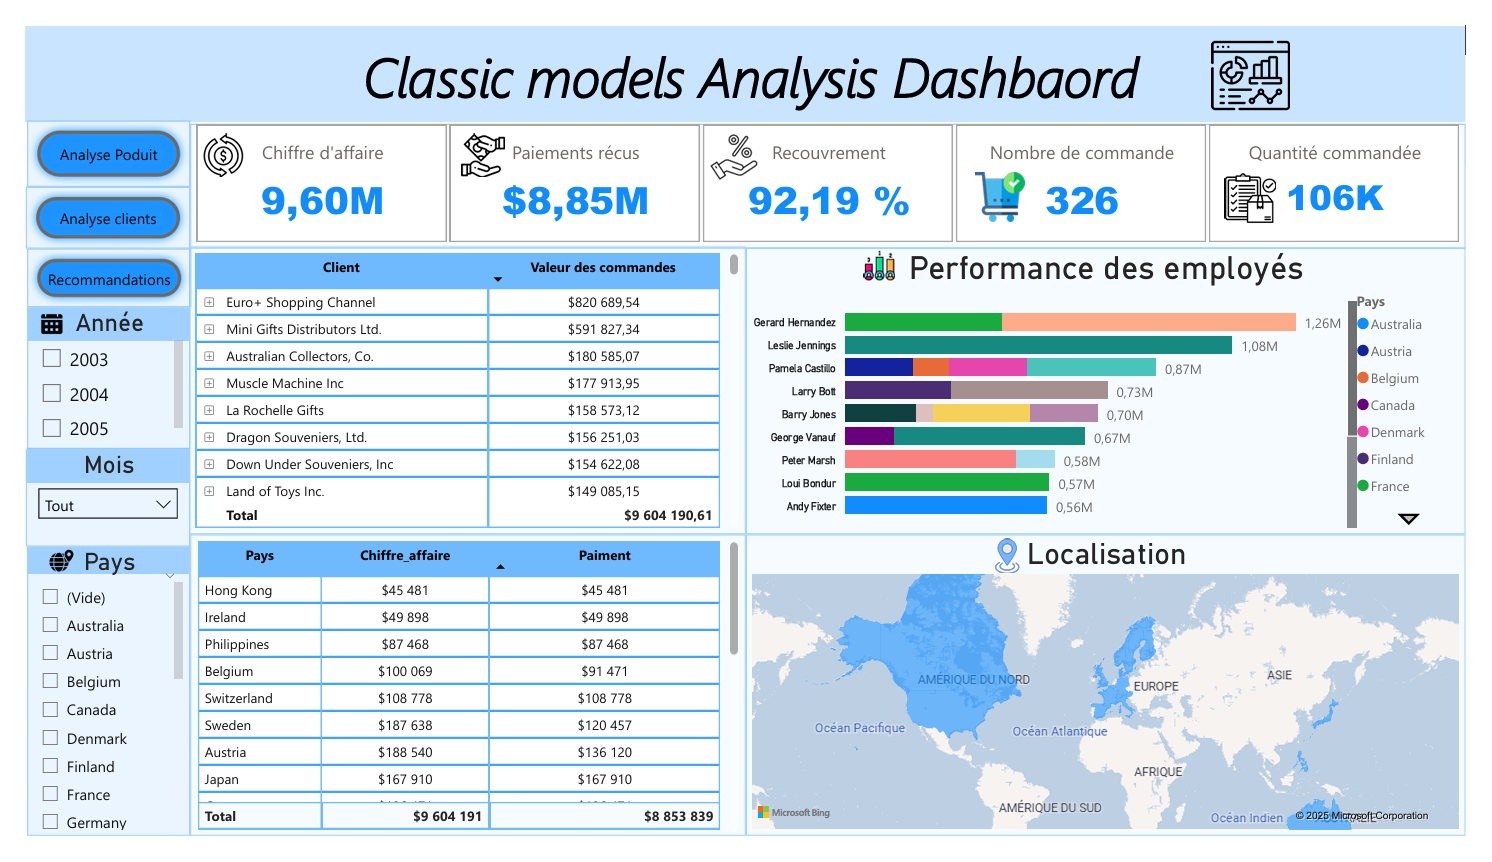 Classic models Analysis Dashbaord
Analyse Poduit
Analyse clients
Recommandations
Chiffre d'affaire
9,60M
Paiements récus
$8,85M
Recouvrement
92,19 %
Nombre de commande
326
Quantité commandée
106K
Année
2003
2004
2005
Mois
Tout
Pays
(Vide)
Australia
Austria
Belgium
Canada
Denmark
Finland
France
Germany
Client Valeur des commandes
Euro+ Shopping Channel $820 689,54
Mini Gifts Distributors Ltd. $591 827,34
Australian Collectors, Co. $180 585,07
Muscle Machine Inc $177 913,95
La Rochelle Gifts $158 573,12
Dragon Souveniers, Ltd. $156 251,03
Down Under Souveniers, Inc $154 622,08
Land of Toys Inc. $149 085,15
Total $9 604 190,61
Performance des employés
Gerard Hernandez 1,26M
Leslie Jennings 1,08M
Pamela Castillo 0,87M
Larry Bott 0,73M
Barry Jones 0,70M
George Vanauf 0,67M
Peter Marsh 0,58M
Loui Bondur 0,57M
Andy Fixter 0,56M
Pays
Australia
Austria
Belgium
Canada
Denmark
Finland
France
Pays Chiffre_affaire Paiment
Hong Kong $45 481 $45 481
Ireland $49 898 $49 898
Philippines $87 468 $87 468
Belgium $100 069 $91 471
Switzerland $108 778 $108 778
Sweden $187 638 $120 457
Austria $188 540 $136 120
Japan $167 910 $167 910
Total $9 604 191 $8 853 839
Localisation
AMÉRIQUE DU NORD
EUROPE
ASIE
Océan Pacifique
Océan Atlantique
AFRIQUE
AMÉRIQUE DU SUD
Océan Indien
AUSTRALIE
Microsoft Bing
© 2025 Microsoft Corporation